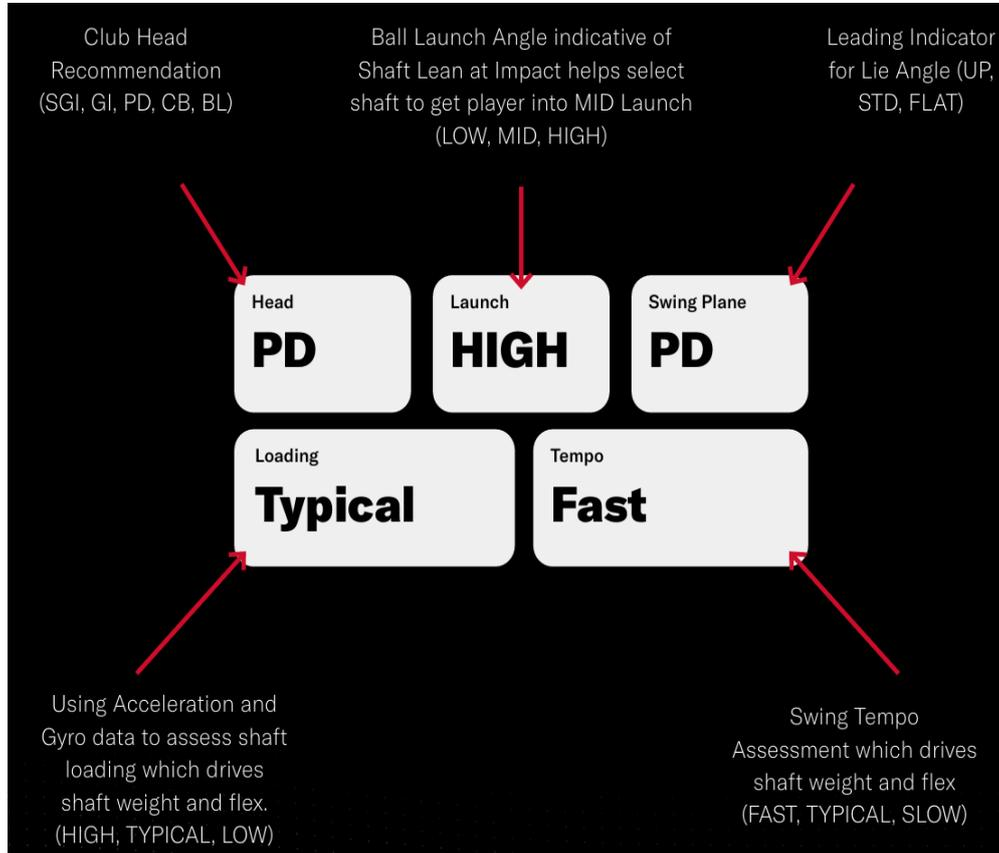 Club Head
Recommendation
(SGI, GI, PD, CB, BL)
Ball Launch Angle indicative of
Shaft Lean at Impact helps select
shaft to get player into MID Launch
(LOW, MID, HIGH)
Leading Indicator
for Lie Angle (UP,
STD, FLAT)
Head
PD
Launch
HIGH
Swing Plane
PD
Loading
Typical
Tempo
Fast
Using Acceleration and
Gyro data to assess shaft
loading which drives
shaft weight and flex.
(HIGH, TYPICAL, LOW)
Swing Tempo
Assessment which drives
shaft weight and flex
(FAST, TYPICAL, SLOW)